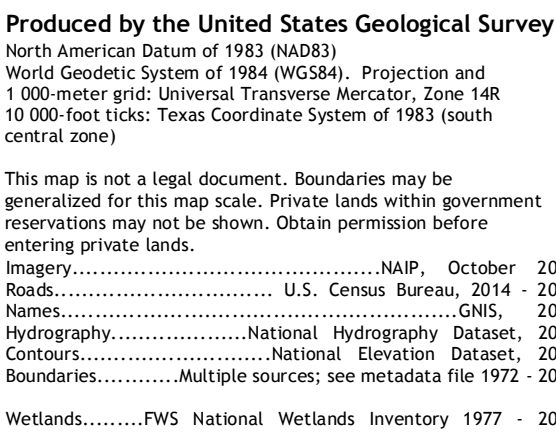 Produced by the United States Geological Survey
North American Datum of 1983 (NAD83)
World Geodetic System of 1984 (WGS84).  Projection and
1 000-meter grid: Universal Transverse Mercator, Zone 14R
10 000-foot ticks: Texas Coordinate System of 1983 (south
central zone)
This map is not a legal document. Boundaries may be
generalized for this map scale. Private lands within government
reservations may not be shown. Obtain permission before
entering private lands.
Imagery.........................................NAIP, October 20
Roads............................. U.S. Census Bureau, 2014 - 20
Names.....................................................GNIS, 20
Hydrography..................National Hydrography Dataset, 20
Contours............................National Elevation Dataset, 20
Boundaries............Multiple sources; see metadata file 1972 - 20
Wetlands.........FWS National Wetlands Inventory 1977 - 20